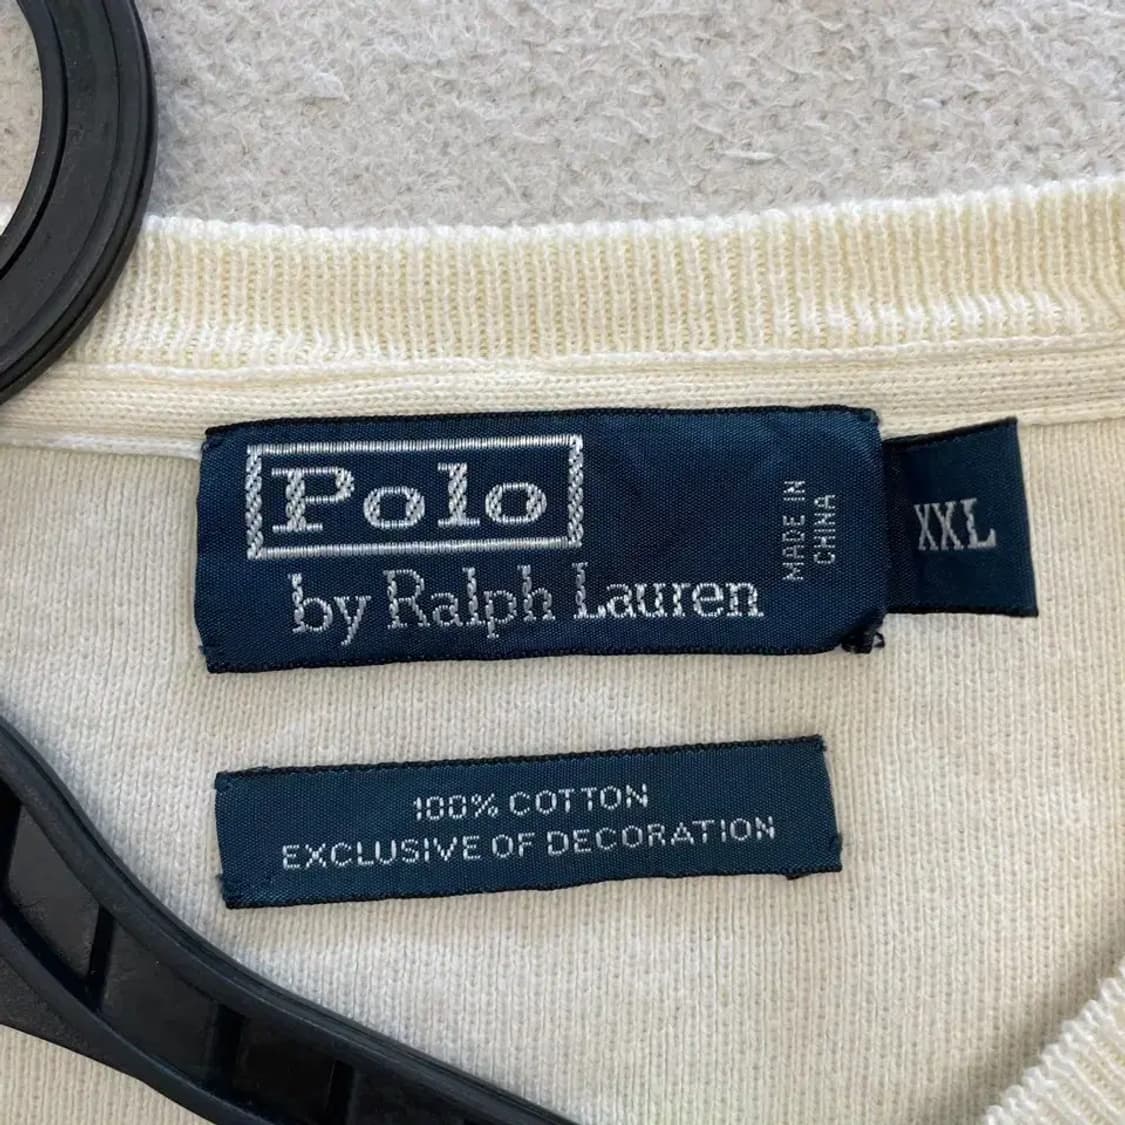 Polo
by Ralph Lauren
MADE IN
CHINA
XXL
100% COTTON
EXCLUSIVE OF DECORATION